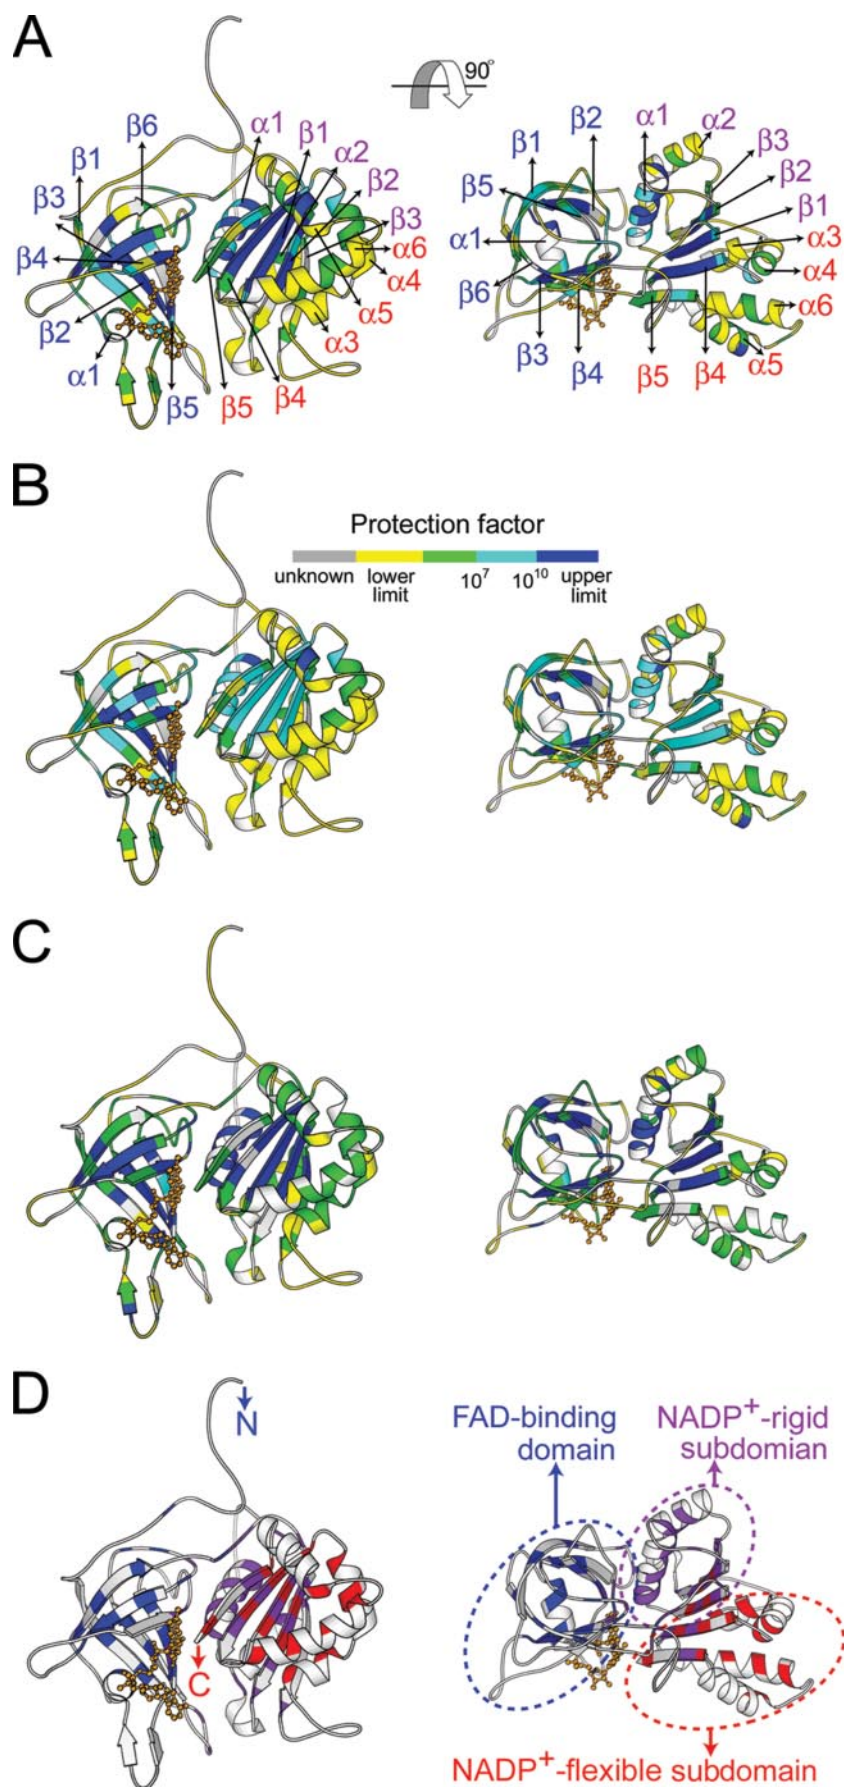 A
90°
β6 α1 β1 α2 β2 β3 α6 α4 α5 α3
β1 β3 β4 β2 α1 β5 β5 β4
β2 α1 α2 β3 β2 β1 α3 α4 α6
β1 β5 α1 β6 β3 β4 β5 β4 α5
B
Protection factor
unknown lower limit 10⁷ 10¹⁰ upper limit
C
D
N
C
FAD-binding
domain
NADP⁺-rigid
subdomian
NADP⁺-flexible subdomain